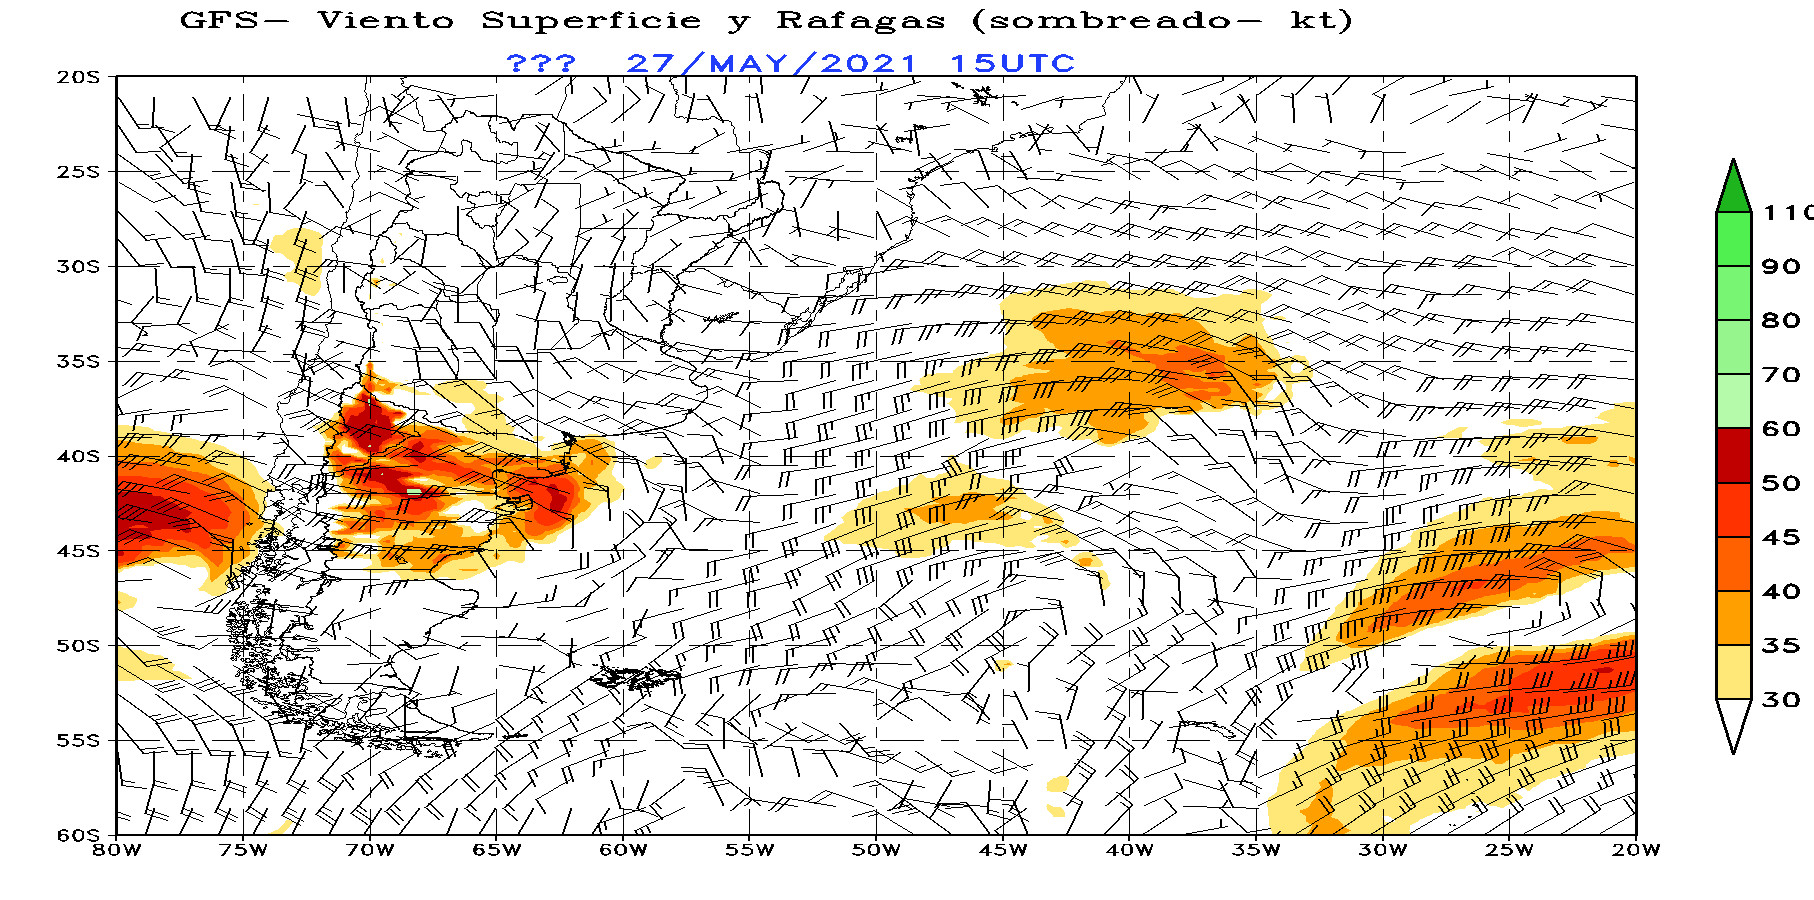 GFS− Viento Superficie y Rafagas (sombreado− kt)
??? 27/MAY/2021 15UTC
20S
25S
30S
35S
40S
45S
50S
55S
60S
80W 75W 70W 65W 60W 55W 50W 45W 40W 35W 30W 25W 20W
110
90
80
70
60
50
45
40
35
30